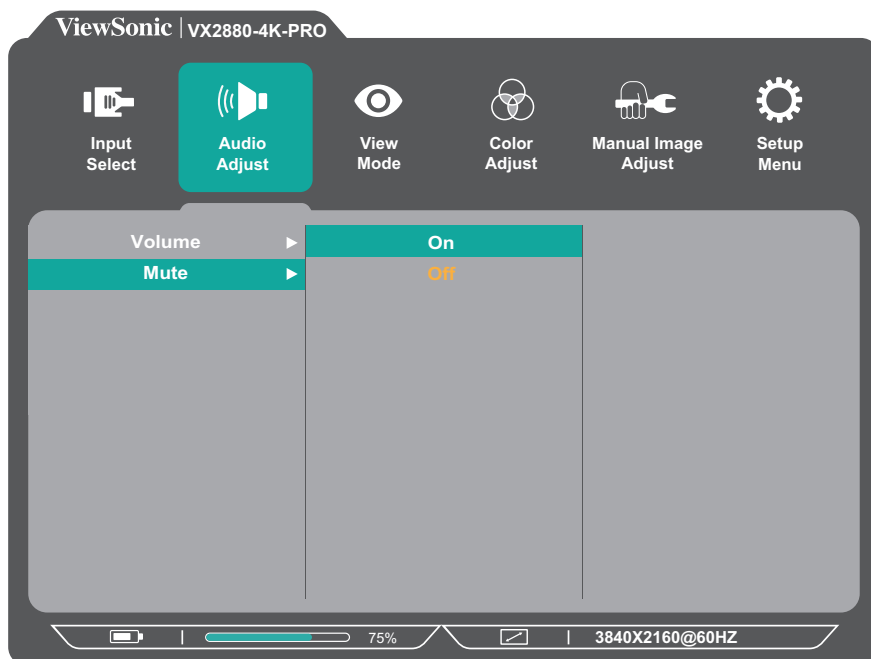 ViewSonic | VX2880-4K-PRO
Input Select
Audio Adjust
View Mode
Color Adjust
Manual Image Adjust
Setup Menu
Volume
On
Mute
Off
75%
3840X2160@60HZ